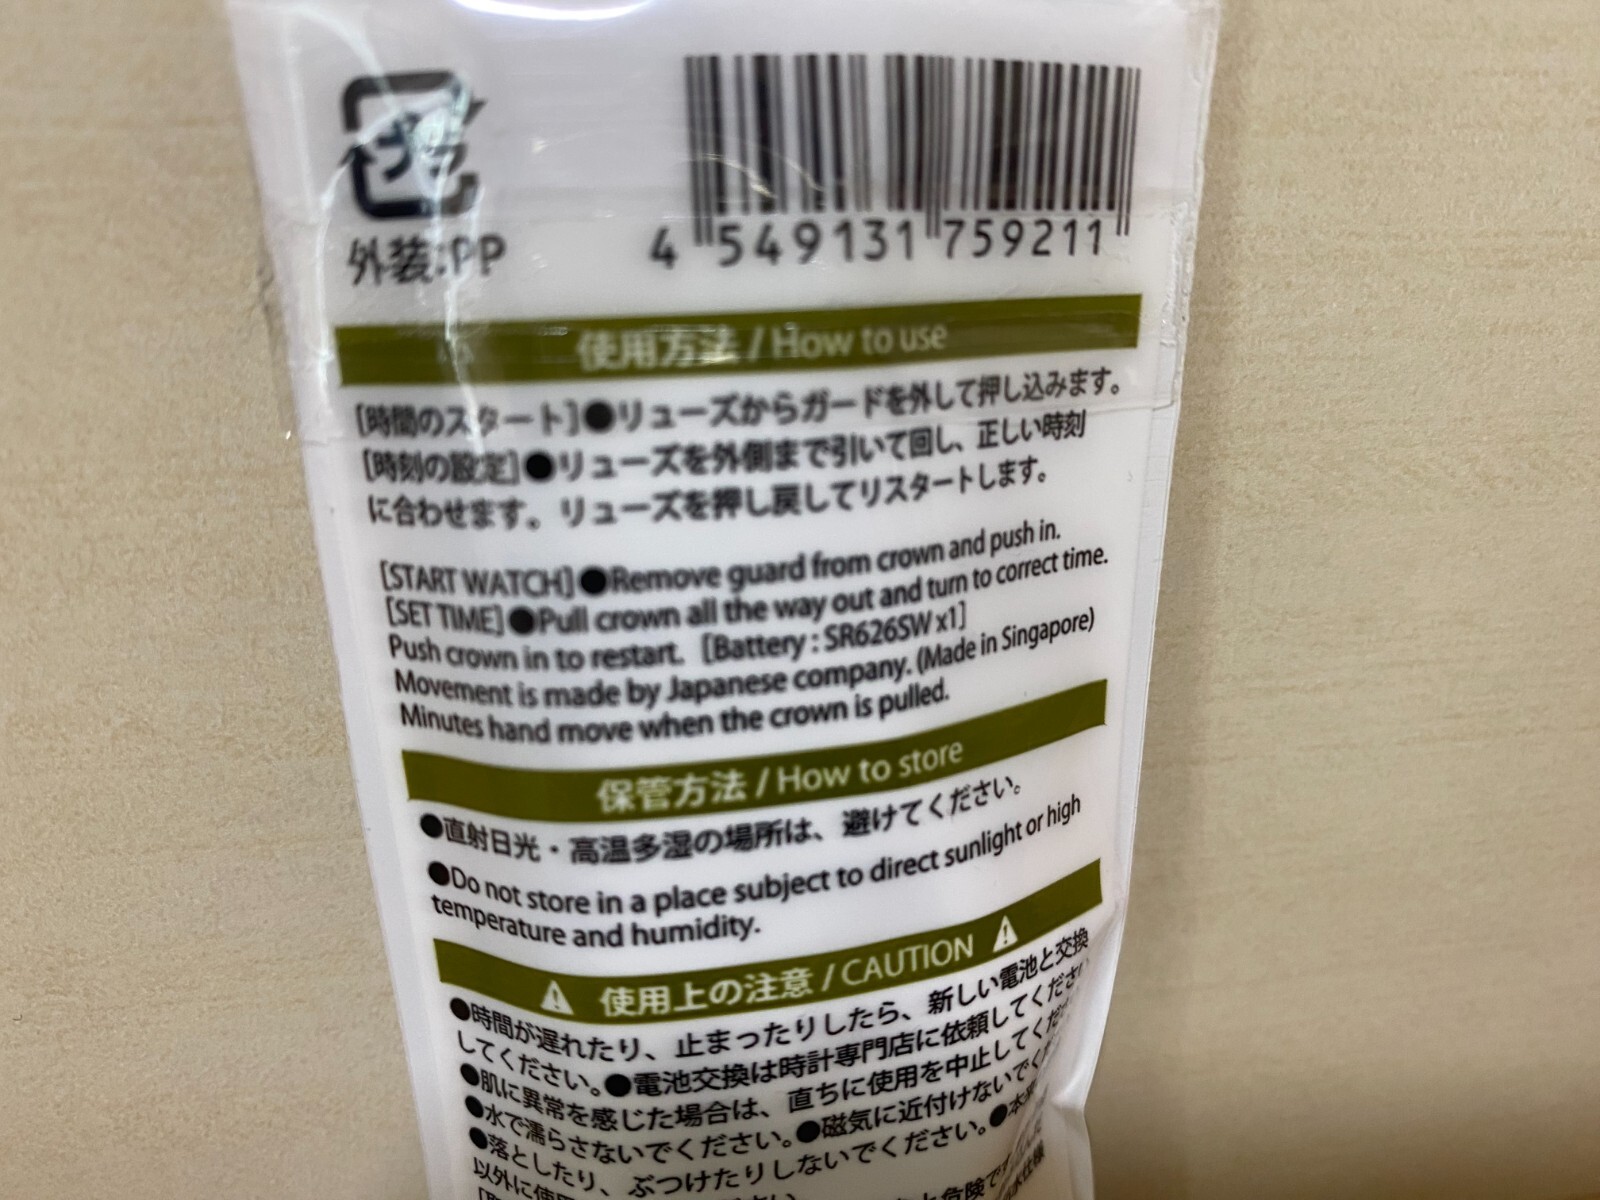 プラ
外装:PP
4 549131 759211
使用方法 / How to use
[時間のスタート]●リューズからガードを外して押し込みます。
[時刻の設定]●リューズを外側まで引いて回し、正しい時刻
に合わせます。リューズを押し戻してリスタートします。
[START WATCH]●Remove guard from crown and push in.
[SET TIME]●Pull crown all the way out and turn to correct time.
Push crown in to restart. [Battery : SR626SW x1]
Movement is made by Japanese company. (Made in Singapore)
Minutes hand move when the crown is pulled.
保管方法 / How to store
●直射日光・高温多湿の場所は、避けてください。
●Do not store in a place subject to direct sunlight or high
temperature and humidity.
使用上の注意 / CAUTION
●時間が遅れたり、止まったりしたら、新しい電池と交換
してください。●電池交換は時計専門店に依頼してください
●肌に異常を感じた場合は、直ちに使用を中止してくだ
●水で濡らさないでください。●磁気に近付けないでくだ
●落としたり、ぶつけたりしないでください。●本来
以外に使用
危険です